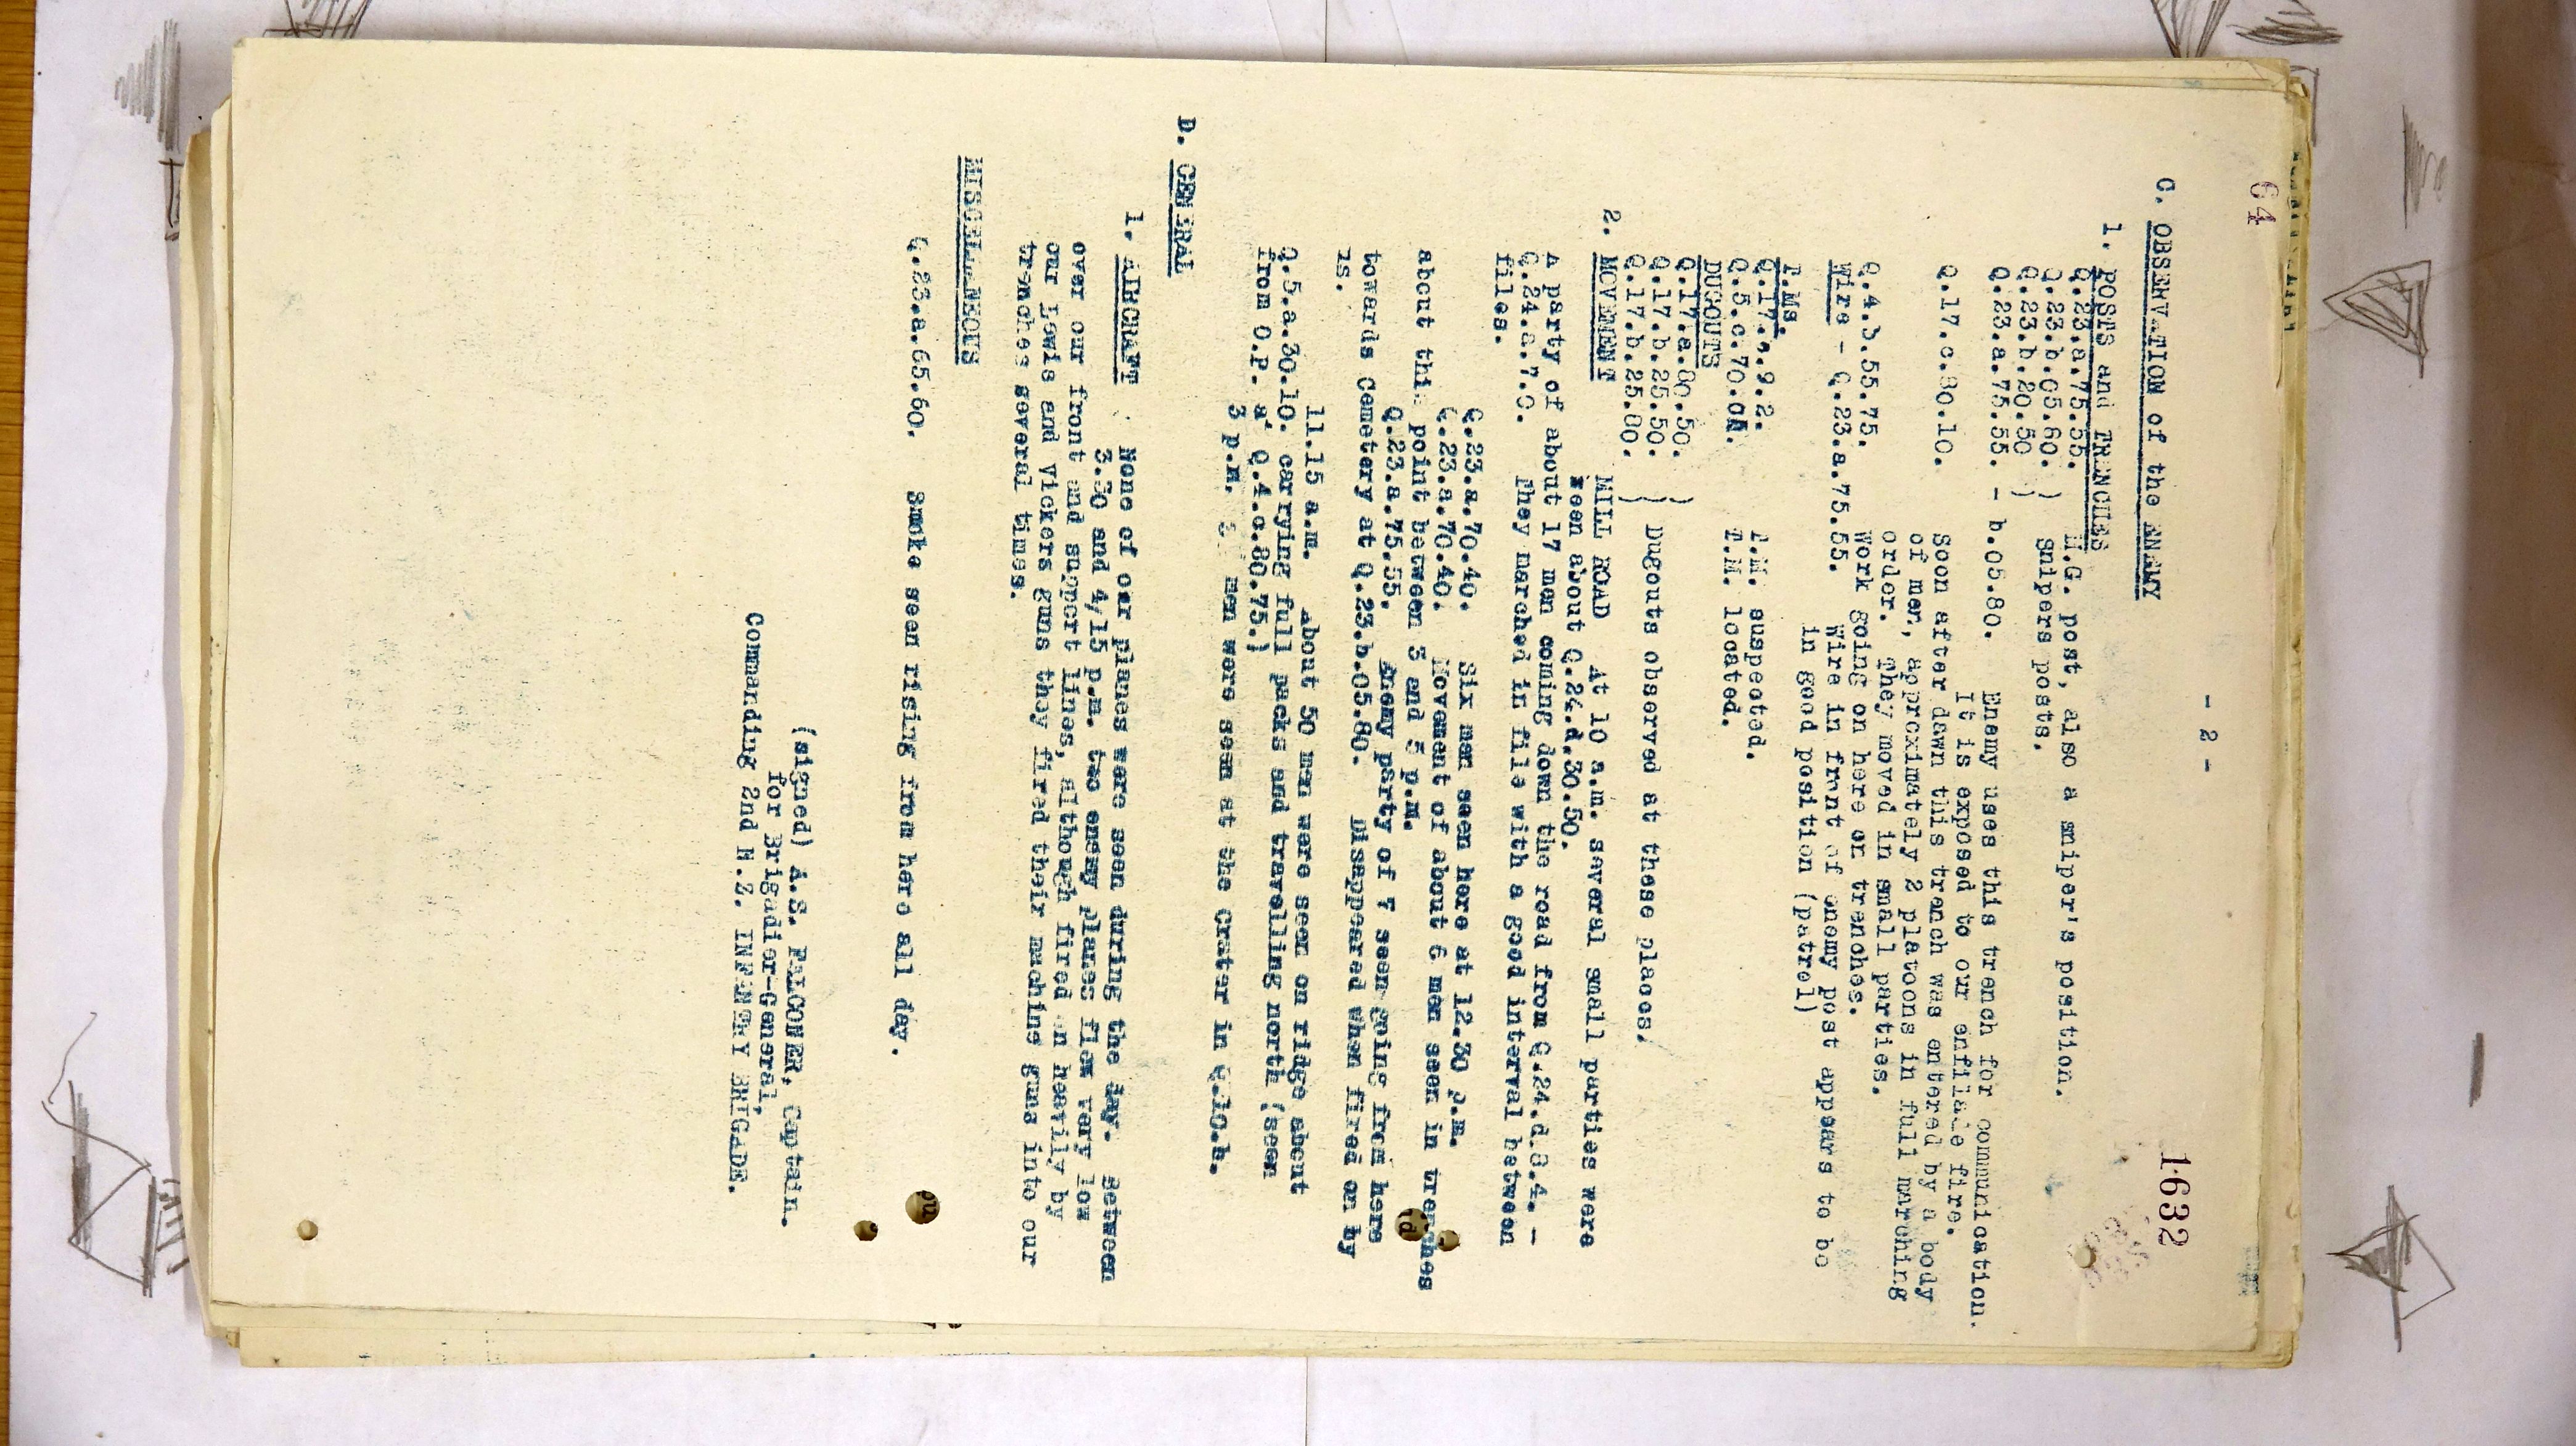 64
- 2 -
1632
C. OBSERVATION of the ENEMY
1. POSTS and TRENCHES
Q.23.a.75.55. M.G. post, also a sniper's position.
Q.23.b.05.60. )
Q.23.b.20.50 ) Snipers posts.
Q.23.a.75.55. - b.05.80. Enemy uses this trench for communication.
It is exposed to our enfilade fire.
Q.17.c.80.10. Soon after dawn this trench was entered by a body
of men, approximately 2 platoons in full marching
order. They moved in small parties.
Q.4.b.55.75. Work going on here on trenches.
Wire - Q.23.a.75.55. Wire in front of enemy post appears to be
in good position (patrol)
T.Ms.
Q.17.a.9.2. T.M. suspected.
Q.5.c.70.0 . T.M. located.
DUGOUTS
Q.17.a.80.50. )
Q.17.b.25.50. ) Dugouts observed at these places.
Q.17.b.25.80. )
2. MOVEMENT MILL ROAD At 10 a.m. several small parties were
seen about Q.24.d.30.50.
A party of about 17 men coming down the road from Q.24.d.8.4. -
Q.24.a.7.0. They marched in file with a good interval between
files.
Q.23.a.70.40. Six men seen here at 12.30 p.m.
Q.23.a.70.40. Movement of about 6 men seen in trenches
about this point between 3 and 5 p.m.
Q.23.a.75.55. Enemy party of 7 seen going from here
towards Cemetery at Q.23.b.05.80. Disappeared when fired on by
us.
11.15 a.m. About 50 men were seen on ridge about
Q.5.a.30.10. carrying full packs and travelling north (seen
from O.P. at Q.4.c.80.75.)
3 p.m. men were seen at the Crater in Q.10.b.
D. GENERAL
1. AIRCRAFT. None of our planes were seen during the day. Between
3.30 and 4/15 p.m. two enemy planes flew very low
over our front and support lines, although fired on heavily by
our Lewis and Vickers guns they fired their machine guns into our
trenches several times.
MISCELLANEOUS
Q.23.a.65.60. Smoke seen rising from here all day.
(signed) A.S. FALCONER, Captain.
for Brigadier-General,
Commanding 2nd N.Z. INFENTRY BRIGADE.